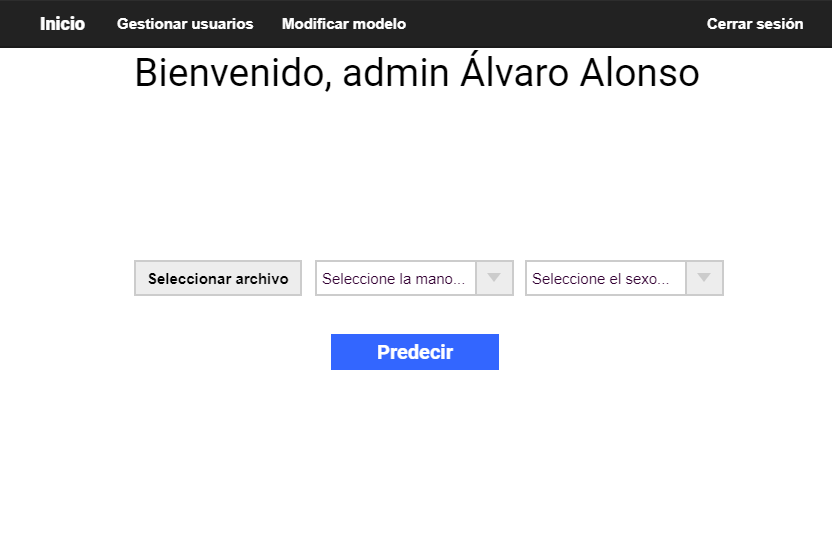 Inicio Gestionar usuarios Modificar modelo Cerrar sesión
Bienvenido, admin Álvaro Alonso
Seleccionar archivo Seleccione la mano... Seleccione el sexo...
Predecir